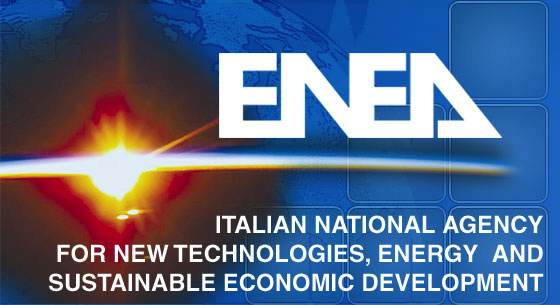 ENEA
ITALIAN NATIONAL AGENCY
FOR NEW TECHNOLOGIES, ENERGY AND
SUSTAINABLE ECONOMIC DEVELOPMENT